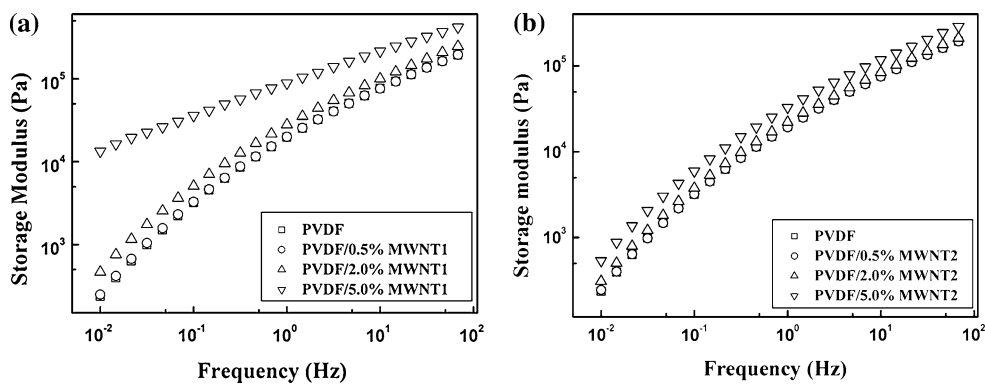 (a)
Storage Modulus (Pa)
10^5
10^4
10^3
PVDF
PVDF/0.5% MWNT1
PVDF/2.0% MWNT1
PVDF/5.0% MWNT1
10^-2
10^-1
10^0
10^1
10^2
Frequency (Hz)
(b)
Storage modulus (Pa)
10^5
10^4
10^3
PVDF
PVDF/0.5% MWNT2
PVDF/2.0% MWNT2
PVDF/5.0% MWNT2
10^-2
10^-1
10^0
10^1
10^2
Frequency (Hz)